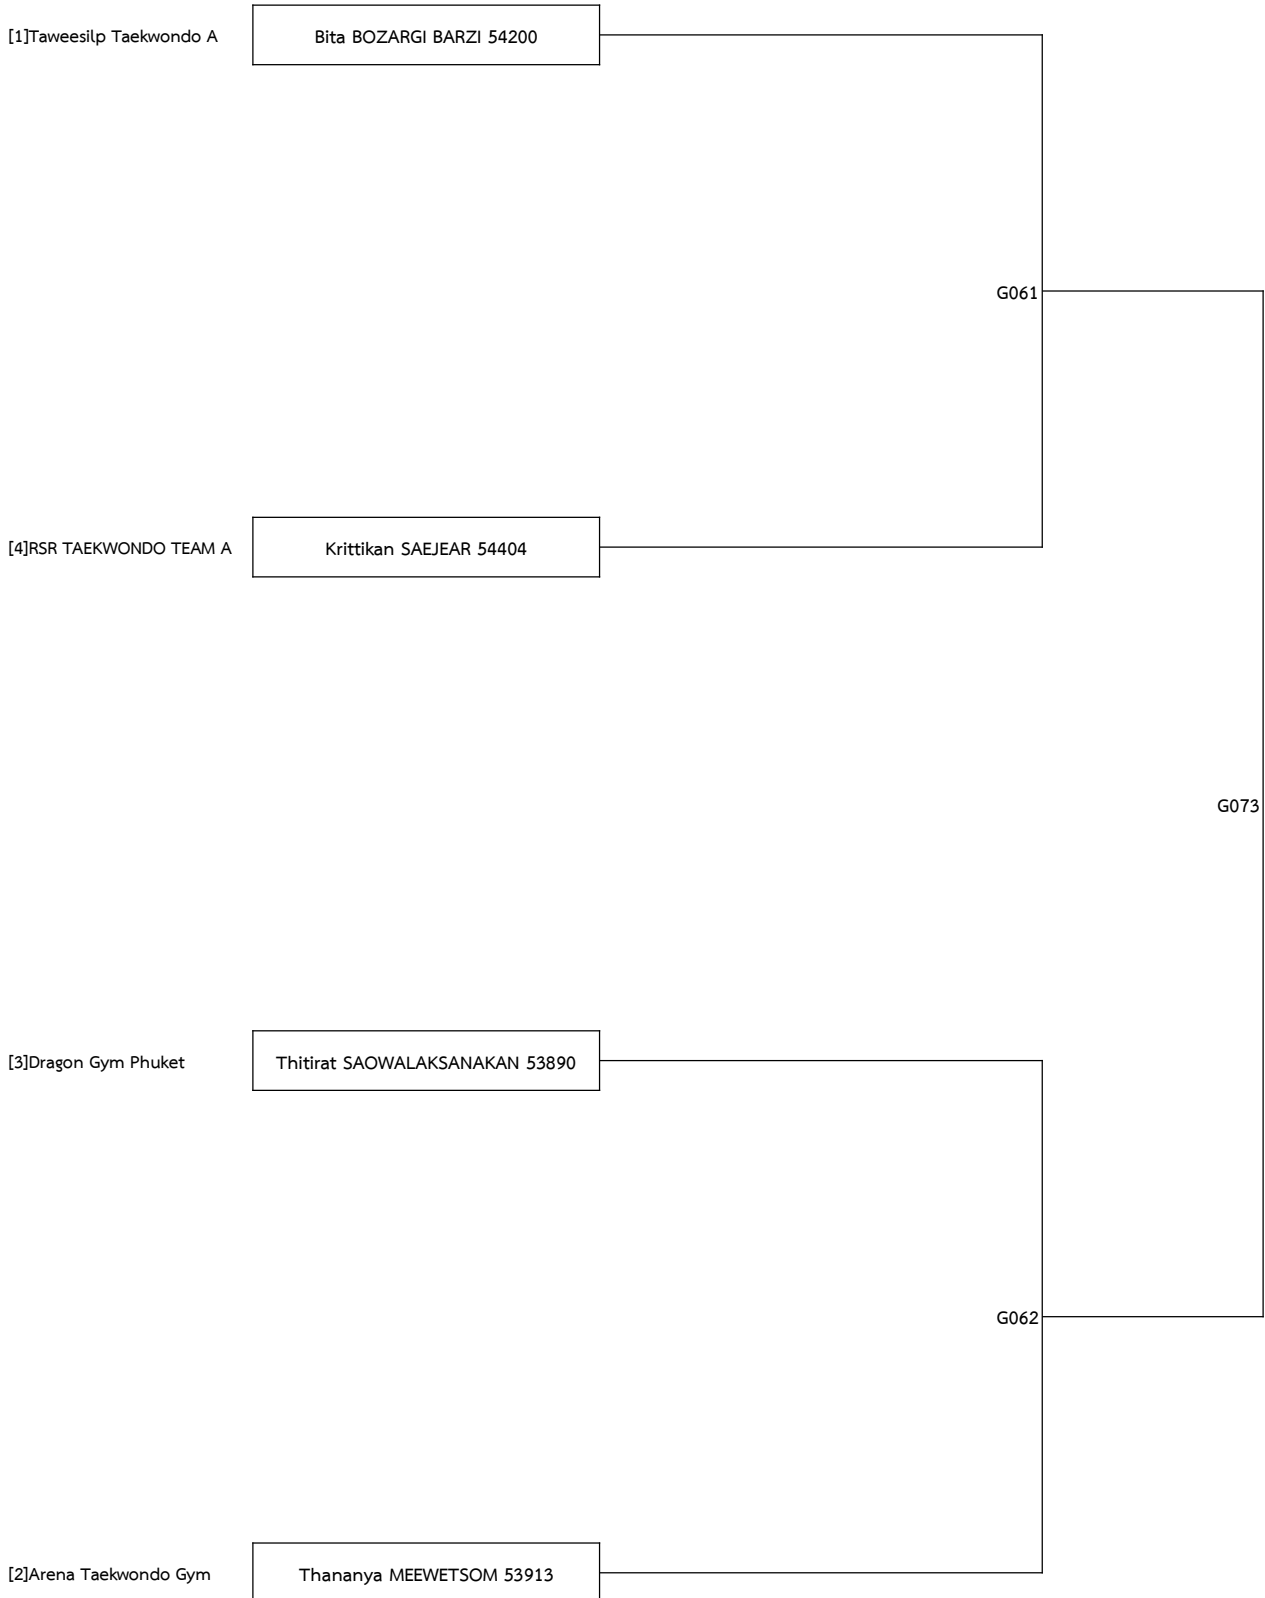 [1]Taweesilp Taekwondo A
Bita BOZARGI BARZI 54200
G061
[4]RSR TAEKWONDO TEAM A
Krittikan SAEJEAR 54404
G073
[3]Dragon Gym Phuket
Thitirat SAOWALAKSANAKAN 53890
G062
[2]Arena Taekwondo Gym
Thananya MEEWETSOM 53913